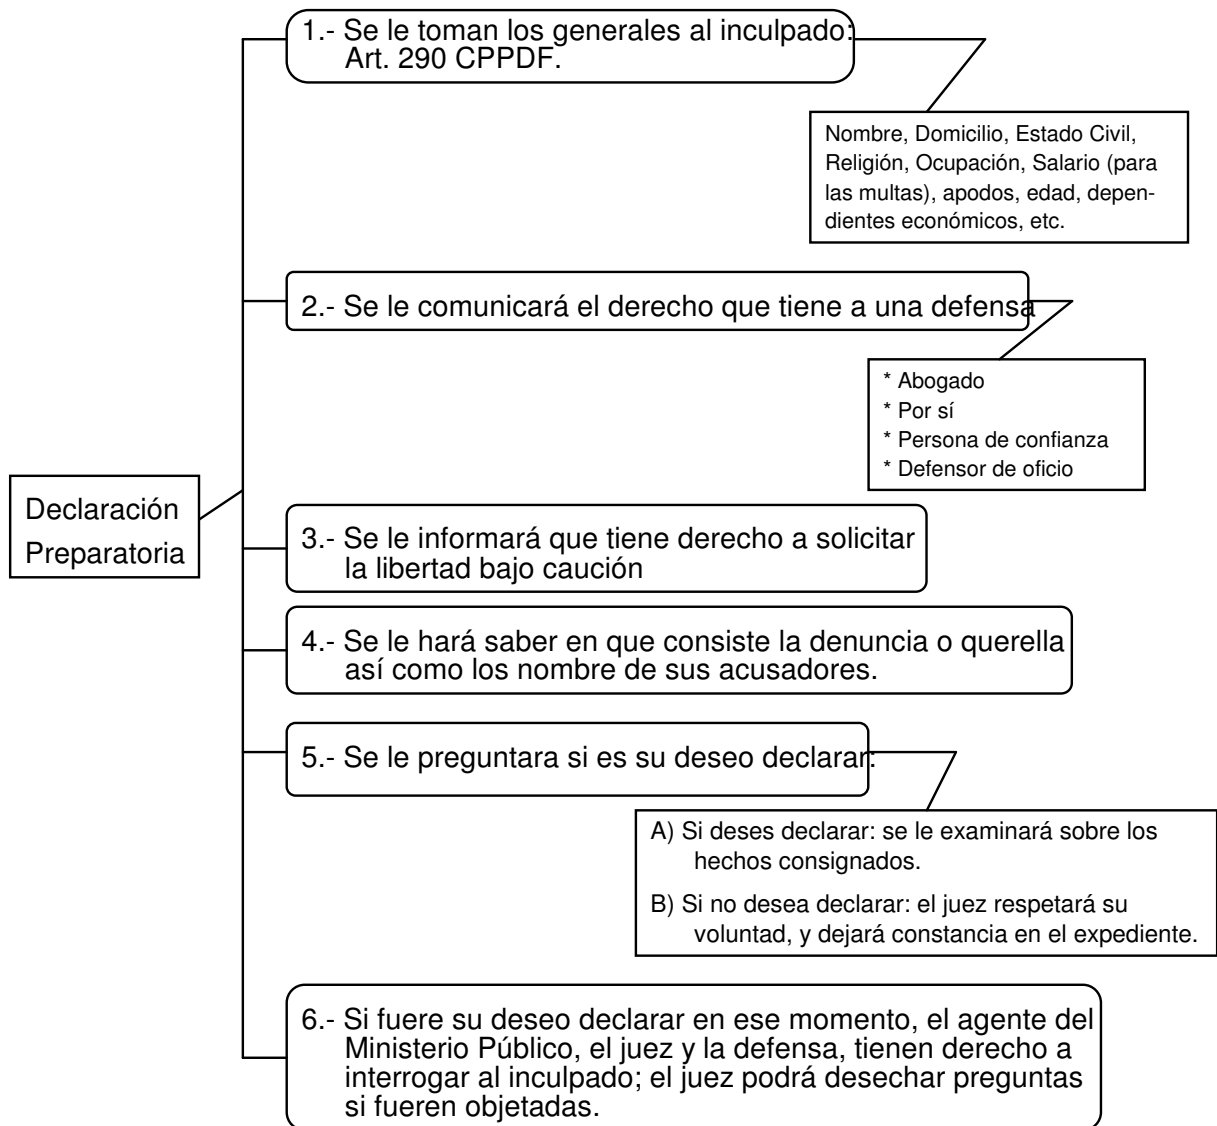 1.- Se le toman los generales al inculpado:
Art. 290 CPPDF.
Nombre, Domicilio, Estado Civil,
Religión, Ocupación, Salario (para
las multas), apodos, edad, depen-
dientes económicos, etc.
2.- Se le comunicará el derecho que tiene a una defensa
* Abogado
* Por sí
* Persona de confianza
* Defensor de oficio
Declaración
Preparatoria
3.- Se le informará que tiene derecho a solicitar
la libertad bajo caución
4.- Se le hará saber en que consiste la denuncia o querella
así como los nombre de sus acusadores.
5.- Se le preguntara si es su deseo declarar:
A) Si deses declarar: se le examinará sobre los
hechos consignados.
B) Si no desea declarar: el juez respetará su
voluntad, y dejará constancia en el expediente.
6.- Si fuere su deseo declarar en ese momento, el agente del
Ministerio Público, el juez y la defensa, tienen derecho a
interrogar al inculpado; el juez podrá desechar preguntas
si fueren objetadas.